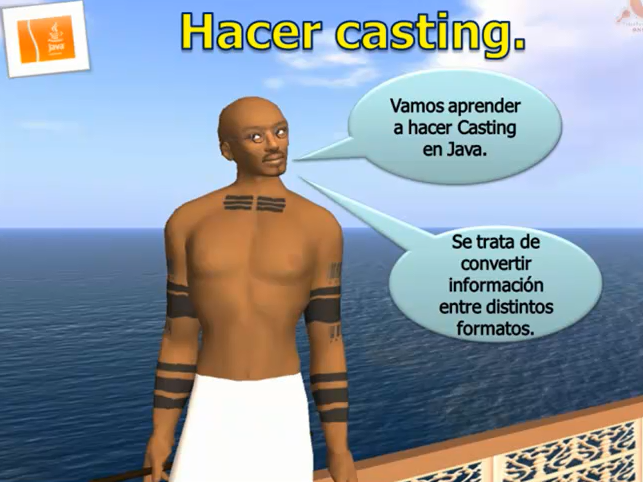 Hacer casting.
Java
Vamos aprender
a hacer Casting
en Java.
Se trata de
convertir
información
entre distintos
formatos.